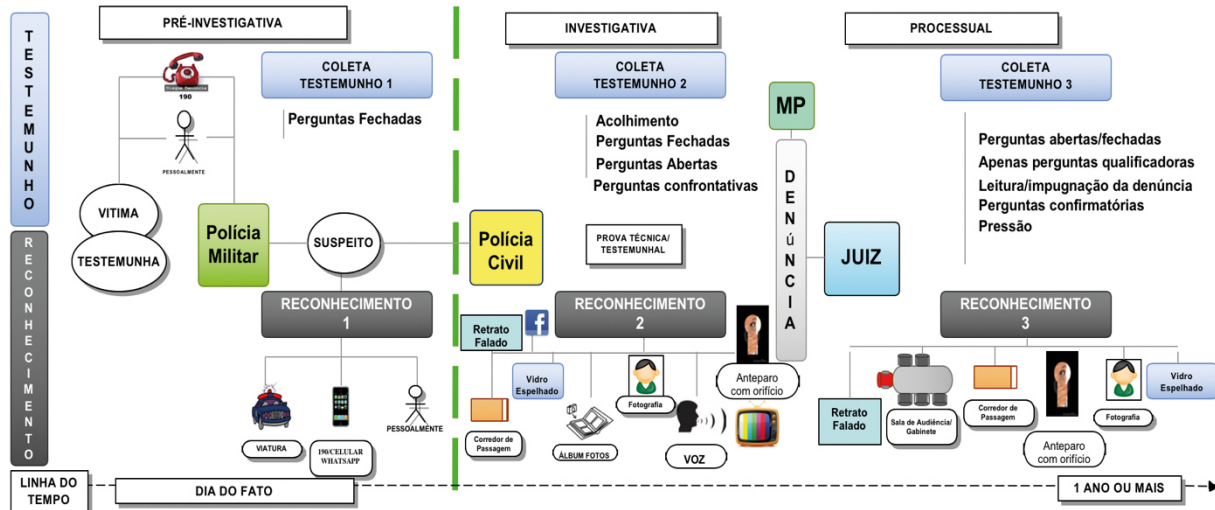 TESTEMUNHO
RECONHECIMENTO
PRÉ-INVESTIGATIVA
190
PESSOALMENTE
COLETA
TESTEMUNHO 1
Perguntas Fechadas
VITIMA
TESTEMUNHA
Polícia
Militar
SUSPEITO
RECONHECIMENTO
1
VIATURA
190/CELULAR
WHATSAPP
PESSOALMENTE
INVESTIGATIVA
COLETA
TESTEMUNHO 2
Acolhimento
Perguntas Fechadas
Perguntas Abertas
Perguntas confrontativas
Polícia
Civil
PROVA TÉCNICA/
TESTEMUNHAL
RECONHECIMENTO
2
Retrato
Falado
f
Vidro
Espelhado
Corredor de
Passagem
ÁLBUM FOTOS
Fotografia
VOZ
Anteparo
com orifício
MP
DENÚNCIA
PROCESSUAL
COLETA
TESTEMUNHO 3
Perguntas abertas/fechadas
Apenas perguntas qualificadoras
Leitura/impugnação da denúncia
Perguntas confirmatórias
Pressão
JUIZ
RECONHECIMENTO
3
Retrato
Falado
Sala de Audiência/
Gabinete
Corredor de
Passagem
Anteparo
com orifício
Fotografia
Vidro
Espelhado
LINHA DO
TEMPO
DIA DO FATO
1 ANO OU MAIS